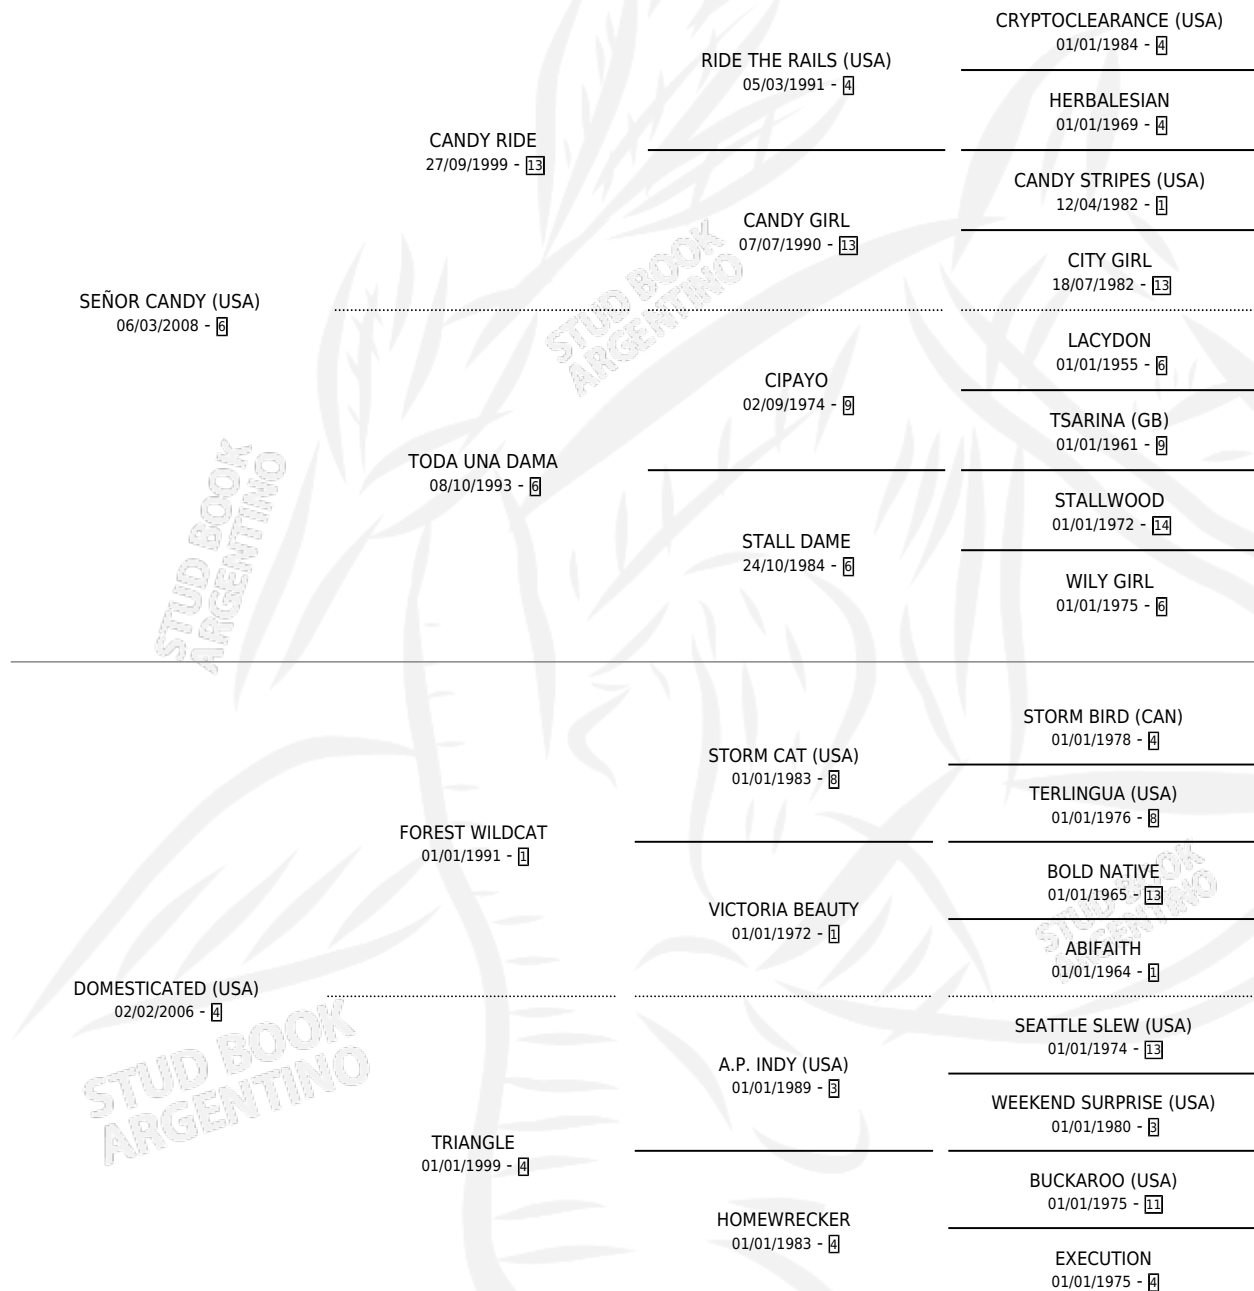 CRYPTOCLEARANCE (USA)
01/01/1984 - 4
RIDE THE RAILS (USA)
05/03/1991 - 4
HERBALESIAN
01/01/1969 - 4
CANDY RIDE
27/09/1999 - 13
CANDY STRIPES (USA)
12/04/1982 - 1
CANDY GIRL
07/07/1990 - 13
CITY GIRL
18/07/1982 - 13
SEÑOR CANDY (USA)
06/03/2008 - 6
LACYDON
01/01/1955 - 6
CIPAYO
02/09/1974 - 9
TSARINA (GB)
01/01/1961 - 9
TODA UNA DAMA
08/10/1993 - 6
STALLWOOD
01/01/1972 - 14
STALL DAME
24/10/1984 - 6
WILY GIRL
01/01/1975 - 6
STORM BIRD (CAN)
01/01/1978 - 4
STORM CAT (USA)
01/01/1983 - 8
TERLINGUA (USA)
01/01/1976 - 8
FOREST WILDCAT
01/01/1991 - 1
BOLD NATIVE
01/01/1965 - 13
VICTORIA BEAUTY
01/01/1972 - 1
ABIFAITH
01/01/1964 - 1
DOMESTICATED (USA)
02/02/2006 - 4
SEATTLE SLEW (USA)
01/01/1974 - 13
A.P. INDY (USA)
01/01/1989 - 3
WEEKEND SURPRISE (USA)
01/01/1980 - 3
TRIANGLE
01/01/1999 - 4
BUCKAROO (USA)
01/01/1975 - 11
HOMEWRECKER
01/01/1983 - 4
EXECUTION
01/01/1975 - 4
STUD BOOK
ARGENTINO
STUD BOOK
ARGENTINO
STUD BOOK
ARGENTINO
STUD BOOK
ARGENTINO